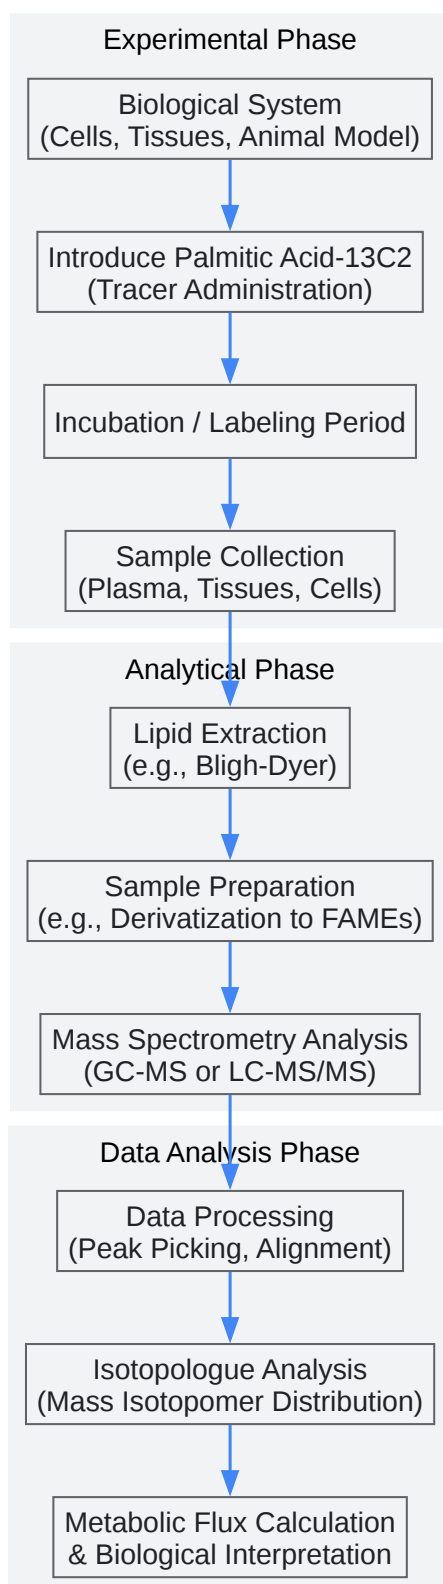 Experimental Phase
Biological System
(Cells, Tissues, Animal Model)
Introduce Palmitic Acid-13C2
(Tracer Administration)
Incubation / Labeling Period
Sample Collection
(Plasma, Tissues, Cells)
Analytical Phase
Lipid Extraction
(e.g., Bligh-Dyer)
Sample Preparation
(e.g., Derivatization to FAMEs)
Mass Spectrometry Analysis
(GC-MS or LC-MS/MS)
Data Analysis Phase
Data Processing
(Peak Picking, Alignment)
Isotopologue Analysis
(Mass Isotopomer Distribution)
Metabolic Flux Calculation
& Biological Interpretation